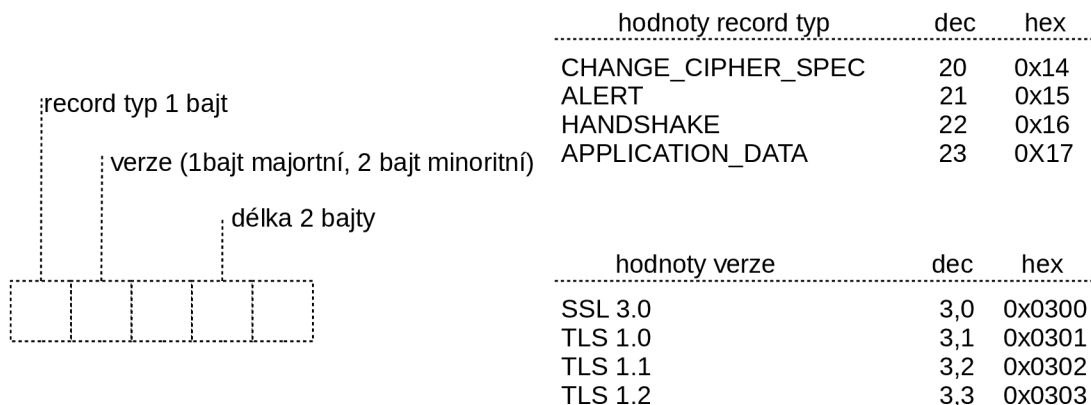 record typ 1 bajt
verze (1bajt majortní, 2 bajt minoritní)
délka 2 bajty
hodnoty record typ dec hex
CHANGE_CIPHER_SPEC 20 0x14
ALERT 21 0x15
HANDSHAKE 22 0x16
APPLICATION_DATA 23 0X17
hodnoty verze dec hex
SSL 3.0 3,0 0x0300
TLS 1.0 3,1 0x0301
TLS 1.1 3,2 0x0302
TLS 1.2 3,3 0x0303